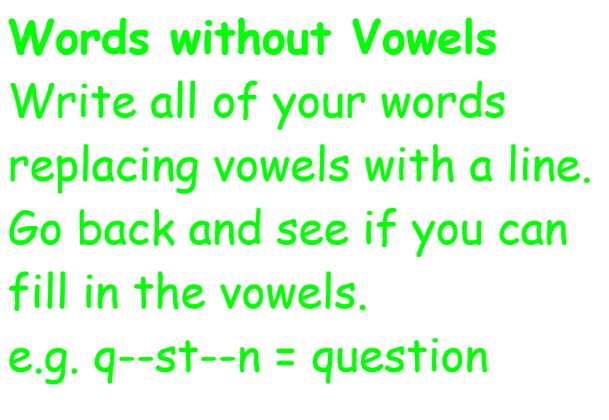 Words without Vowels
Write all of your words
replacing vowels with a line.
Go back and see if you can
fill in the vowels.
e.g. q--st--n = question